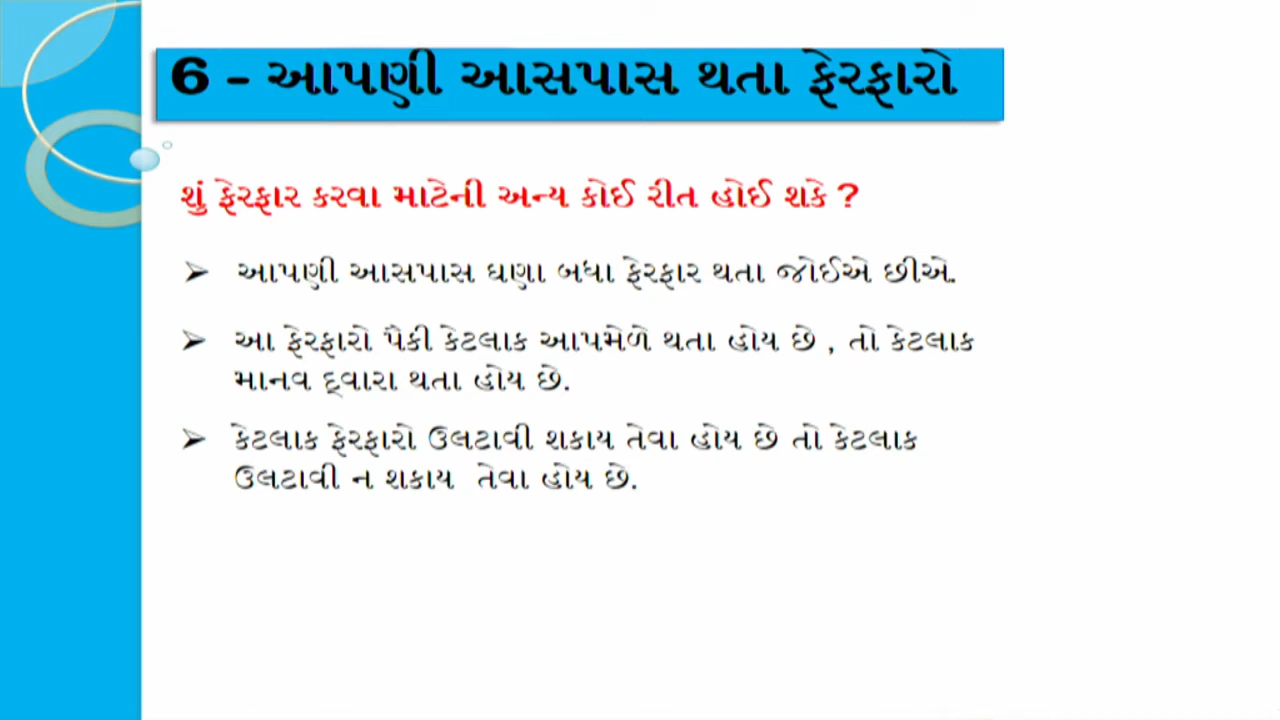 6 – આપણી આસપાસ થતા ફેરફારો
શું ફેરફાર કરવા માટેની અન્ય કોઈ રીત હોઈ શકે ?
➢ આપણી આસપાસ ઘણા બધા ફેરફાર થતા જોઈએ છીએ.
➢ આ ફેરફારો પૈકી કેટલાક આપમેળે થતા હોય છે , તો કેટલાક
માનવ દ્વારા થતા હોય છે.
➢ કેટલાક ફેરફારો ઉલટાવી શકાય તેવા હોય છે તો કેટલાક
ઉલટાવી ન શકાય તેવા હોય છે.